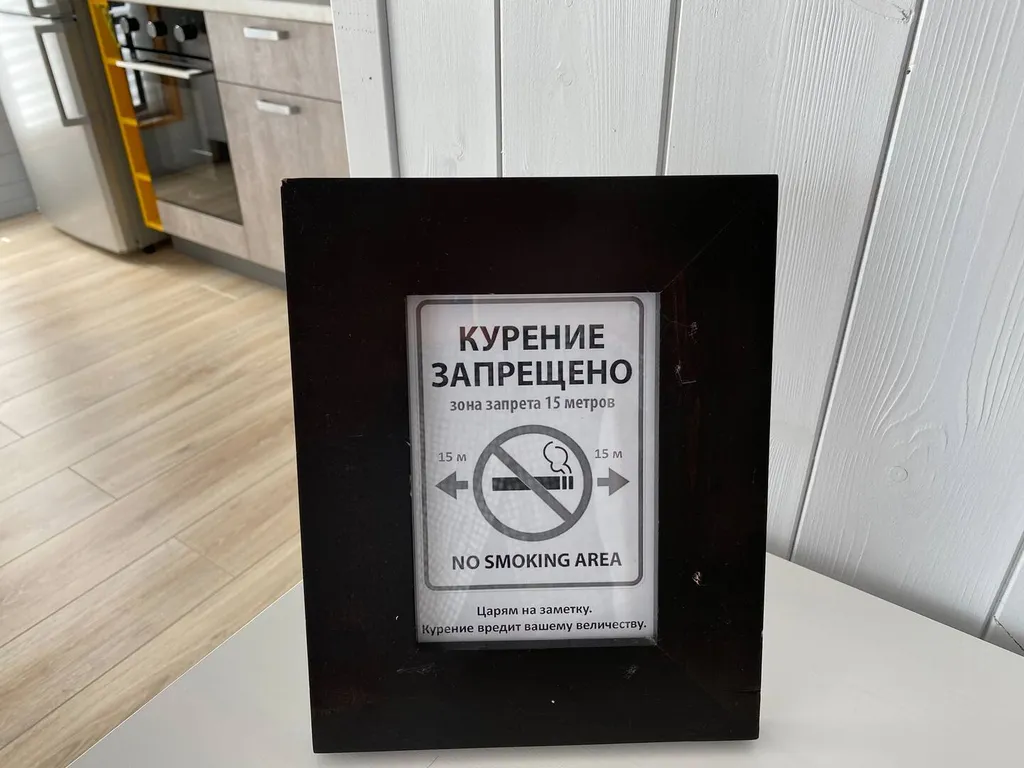 КУРЕНИЕ
ЗАПРЕЩЕНО
зона запрета 15 метров
15 м 15 м
NO SMOKING AREA
Царям на заметку.
Курение вредит вашему величеству.